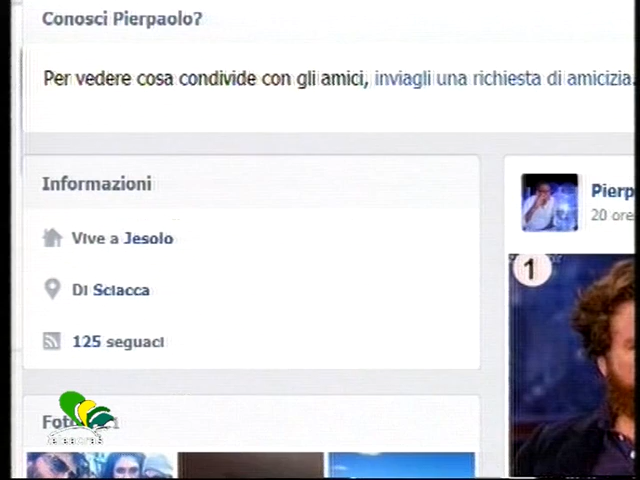 Conosci Pierpaolo?
Per vedere cosa condivide con gli amici, inviagli una richiesta di amicizia.
Informazioni
Vive a Jesolo
Di Sciacca
125 seguaci
Pierp
20 ore
1
Foto